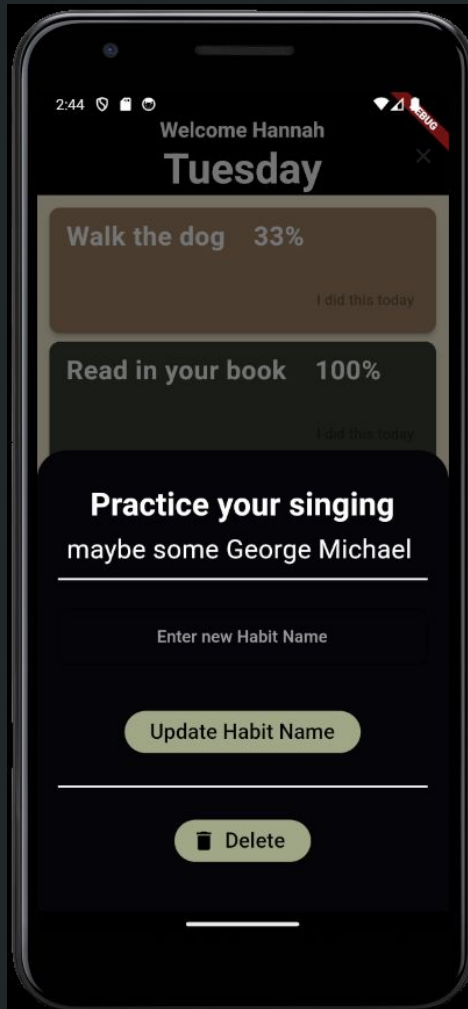 2:44
DEBUG
Welcome Hannah
Tuesday
Walk the dog 33%
I did this today
Read in your book 100%
I did this today
Practice your singing
maybe some George Michael
Enter new Habit Name
Update Habit Name
Delete